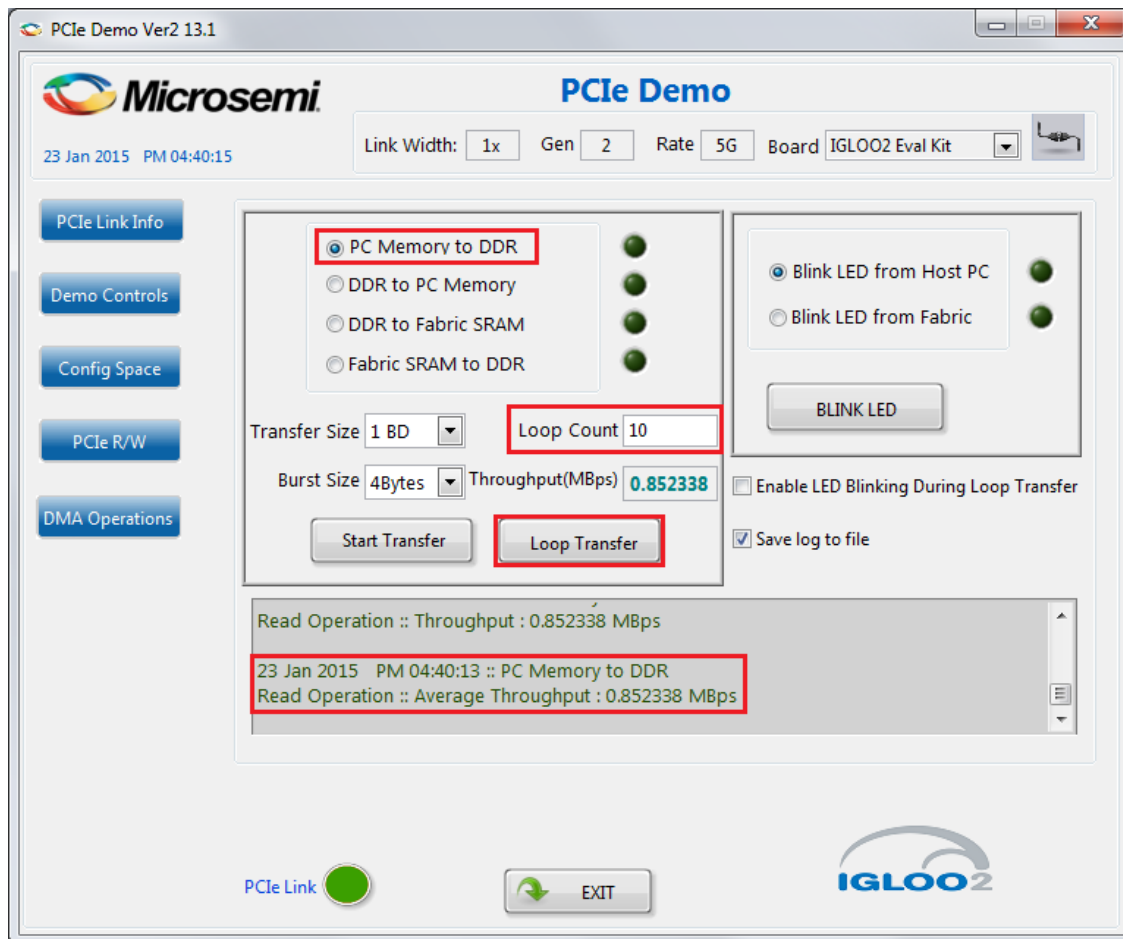 PCIe Demo Ver2 13.1
Microsemi.
PCIe Demo
23 Jan 2015 PM 04:40:15
Link Width: 1x Gen 2 Rate 5G Board IGLOO2 Eval Kit
PCIe Link Info
Demo Controls
Config Space
PCIe R/W
DMA Operations
PC Memory to DDR
DDR to PC Memory
DDR to Fabric SRAM
Fabric SRAM to DDR
Transfer Size 1 BD Loop Count 10
Burst Size 4Bytes Throughput(MBps) 0.852338
Start Transfer Loop Transfer
Blink LED from Host PC
Blink LED from Fabric
BLINK LED
Enable LED Blinking During Loop Transfer
Save log to file
Read Operation :: Throughput : 0.852338 MBps
23 Jan 2015 PM 04:40:13 :: PC Memory to DDR
Read Operation :: Average Throughput : 0.852338 MBps
PCIe Link
EXIT
IGLOO2